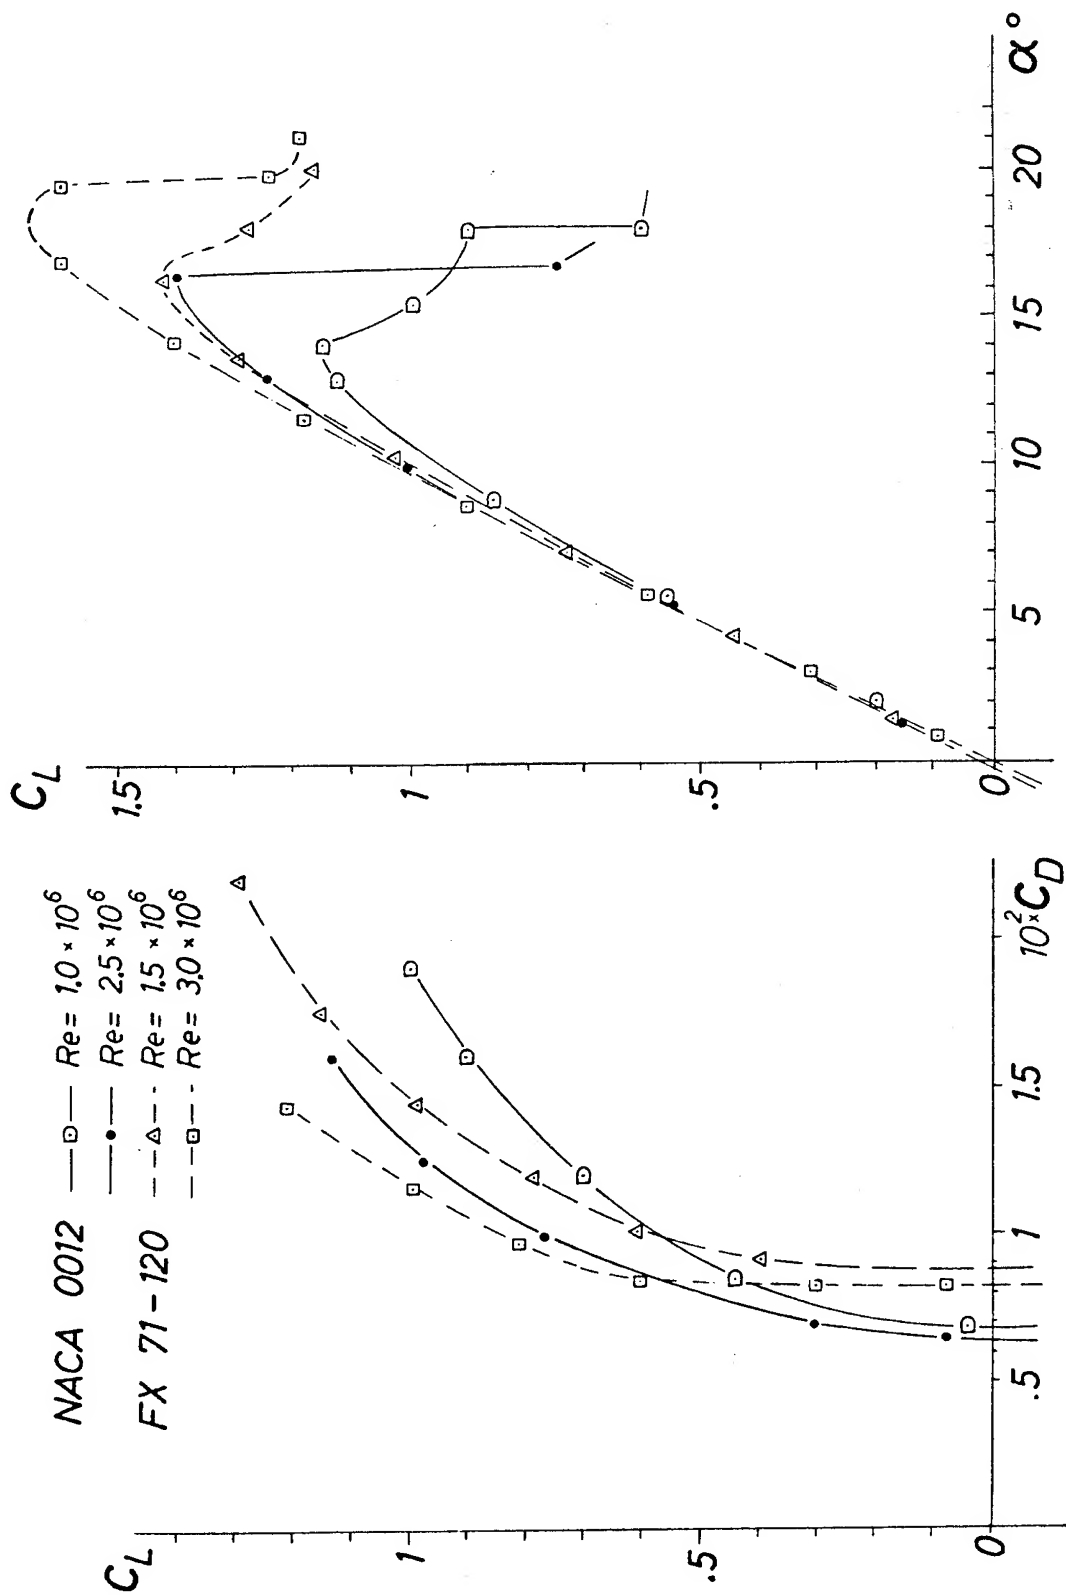 NACA 0012 Re= 1.0 × 10⁶
Re= 2.5 × 10⁶
FX 71-120 Re= 1.5 × 10⁶
Re= 3.0 × 10⁶
C_L
1
.5
0
.5
1
1.5
10²× C_D
C_L
1.5
1
.5
0
5
10
15
20
α°